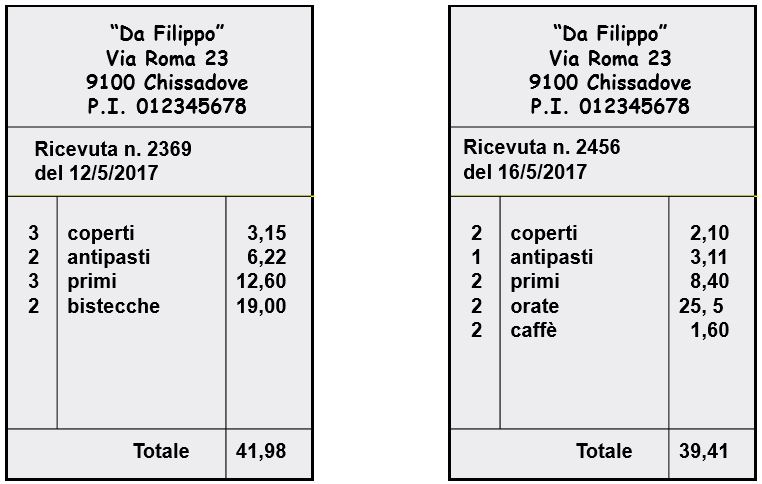 “Da Filippo”
Via Roma 23
9100 Chissadove
P.I. 012345678
Ricevuta n. 2369
del 12/5/2017
3 coperti 3,15
2 antipasti 6,22
3 primi 12,60
2 bistecche 19,00
Totale 41,98
“Da Filippo”
Via Roma 23
9100 Chissadove
P.I. 012345678
Ricevuta n. 2456
del 16/5/2017
2 coperti 2,10
1 antipasti 3,11
2 primi 8,40
2 orate 25, 5
2 caffè 1,60
Totale 39,41